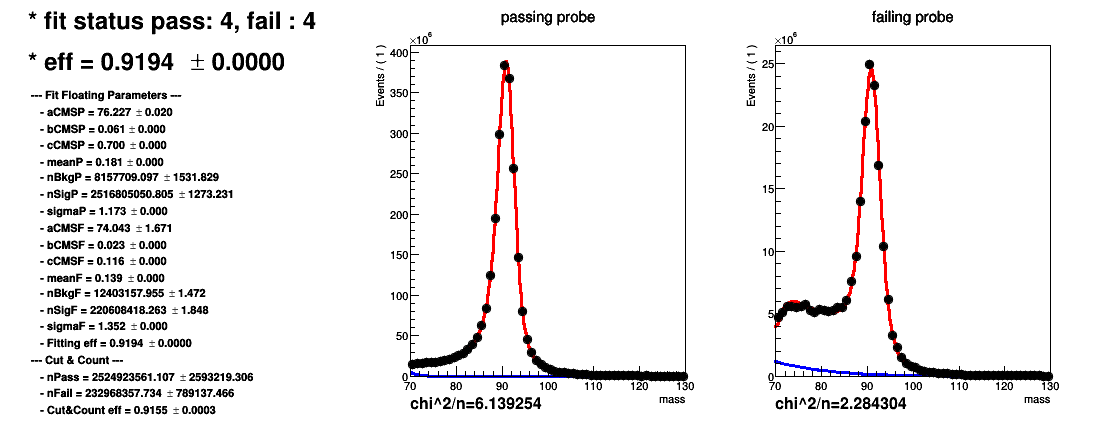 * fit status pass: 4, fail : 4
* eff = 0.9194 ± 0.0000
--- Fit Floating Parameters ---
- aCMSP = 76.227 ± 0.020
- bCMSP = 0.061 ± 0.000
- cCMSP = 0.700 ± 0.000
- meanP = 0.181 ± 0.000
- nBkgP = 8157709.097 ± 1531.829
- nSigP = 2516805050.805 ± 1273.231
- sigmaP = 1.173 ± 0.000
- aCMSF = 74.043 ± 1.671
- bCMSF = 0.023 ± 0.000
- cCMSF = 0.116 ± 0.000
- meanF = 0.139 ± 0.000
- nBkgF = 12403157.955 ± 1.472
- nSigF = 220608418.263 ± 1.848
- sigmaF = 1.352 ± 0.000
- Fitting eff = 0.9194 ± 0.0000
--- Cut & Count ---
- nPass = 2524923561.107 ± 2593219.306
- nFail = 232968357.734 ± 789137.466
- Cut&Count eff = 0.9155 ± 0.0003
passing probe
×10^6
Events / ( 1 )
400
350
300
250
200
150
100
50
0
70 80 90 100 110 120 130
mass
chi^2/n=6.139254
failing probe
×10^6
Events / ( 1 )
25
20
15
10
5
0
70 80 90 100 110 120 130
mass
chi^2/n=2.284304